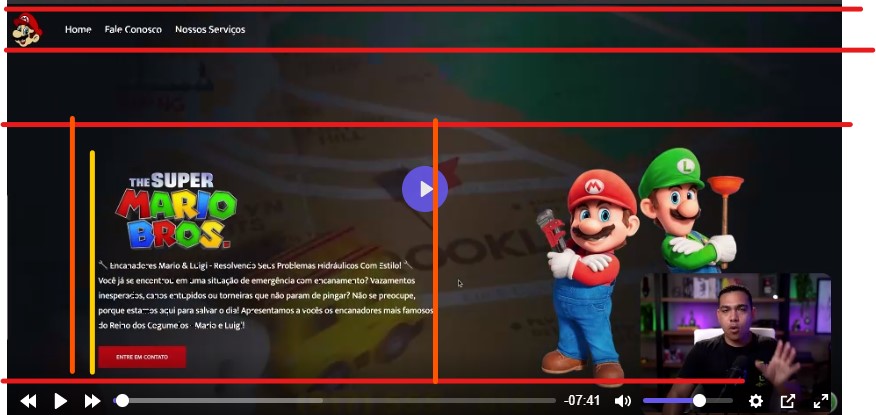 Home Fale Conosco Nossos Serviços
THE SUPER
MARIO
BROS.
Encanadores Mario & Luigi - Resolvendo Seus Problemas Hidráulicos Com Estilo!
Você já se encontrou em uma situação de emergência com encanamento? Vazamentos
inesperados, canos entupidos ou torneiras que não param de pingar? Não se preocupe,
porque estamos aqui para salvar o dia! Apresentamos a vocês os encanadores mais famosos
do Reino dos Cogumelos - Mario e Luigi!
ENTRE EM CONTATO
-07:41